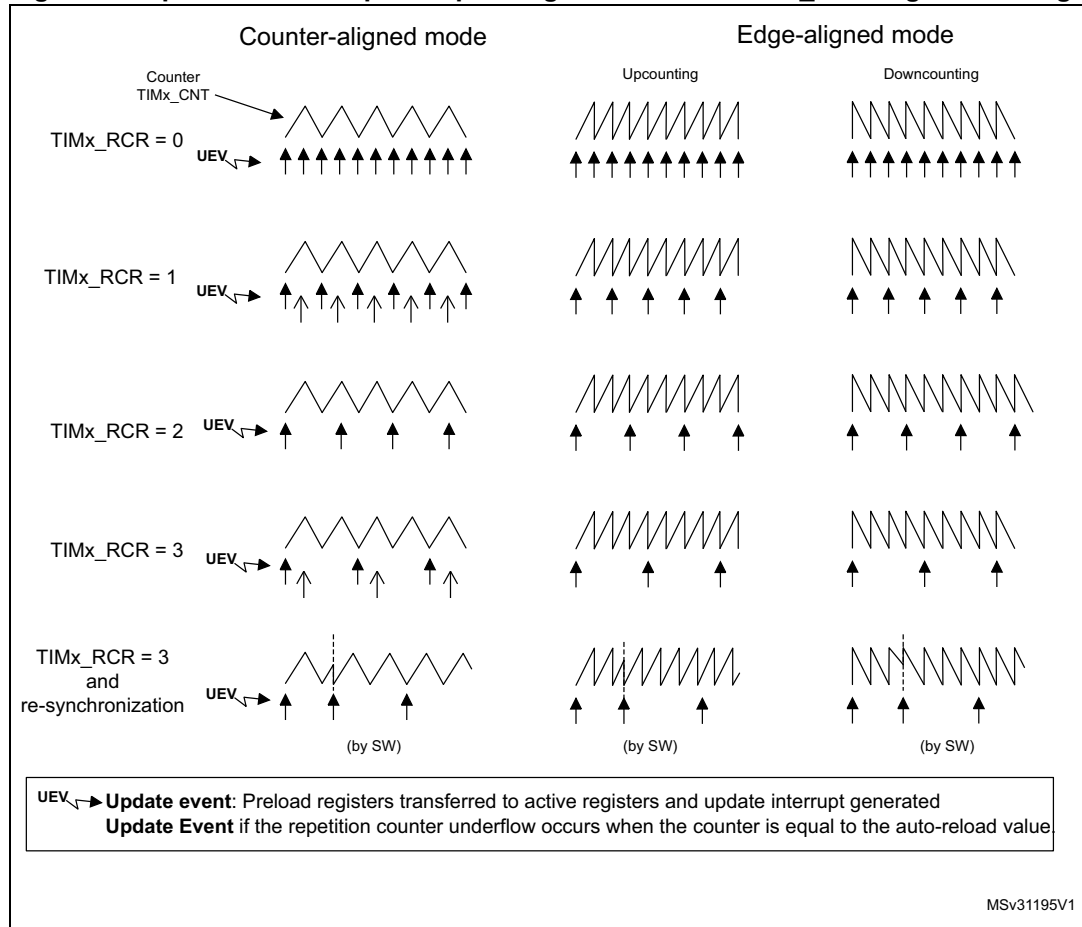 Counter-aligned mode
Edge-aligned mode
Upcounting
Downcounting
Counter
TIMx_CNT
TIMx_RCR = 0
UEV
TIMx_RCR = 1
UEV
TIMx_RCR = 2
UEV
TIMx_RCR = 3
UEV
TIMx_RCR = 3
and
re-synchronization
UEV
(by SW)
(by SW)
(by SW)
UEV Update event: Preload registers transferred to active registers and update interrupt generated
Update Event if the repetition counter underflow occurs when the counter is equal to the auto-reload value.
MSv31195V1